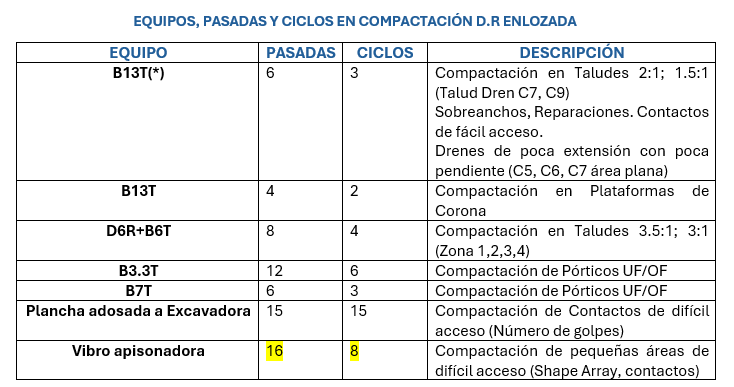 EQUIPOS, PASADAS Y CICLOS EN COMPACTACIÓN D.R ENLOZADA
EQUIPO PASADAS CICLOS DESCRIPCIÓN
B13T(*) 6 3 Compactación en Taludes 2:1; 1.5:1
(Talud Dren C7, C9)
Sobreanchos, Reparaciones. Contactos
de fácil acceso.
Drenes de poca extensión con poca
pendiente (C5, C6, C7 área plana)
B13T 4 2 Compactación en Plataformas de
Corona
D6R+B6T 8 4 Compactación en Taludes 3.5:1; 3:1
(Zona 1,2,3,4)
B3.3T 12 6 Compactación de Pórticos UF/OF
B7T 6 3 Compactación de Pórticos UF/OF
Plancha adosada a Excavadora 15 15 Compactación de Contactos de difícil
acceso (Número de golpes)
Vibro apisonadora 16 8 Compactación de pequeñas áreas de
difícil acceso (Shape Array, contactos)